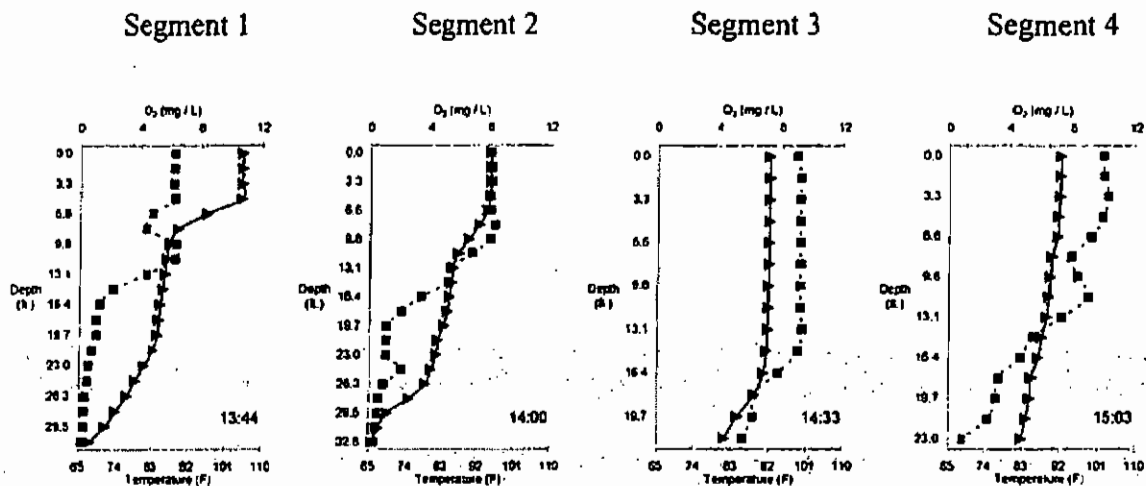 Segment 1
Segment 2
Segment 3
Segment 4
O₂ (mg / L)
0 4 8 12
0.0
3.3
6.6
9.8
13.1
16.4
19.7
23.0
26.3
29.5
Depth
(ft.)
13:44
65 74 83 92 101 110
Temperature (F)
O₂ (mg / L)
0 4 8 12
0.0
3.3
6.6
9.8
13.1
16.4
19.7
23.0
26.3
29.5
32.8
Depth
(ft.)
14:00
65 74 83 92 101 110
Temperature (F)
O₂ (mg / L)
0 4 8 12
0.0
3.3
6.6
9.8
13.1
16.4
19.7
Depth
(ft.)
14:33
65 74 83 92 101 110
Temperature (F)
O₂ (mg / L)
0 4 8 12
0.0
3.3
6.6
9.8
13.1
16.4
19.7
23.0
Depth
(ft.)
15:03
65 74 83 92 101 110
Temperature (F)